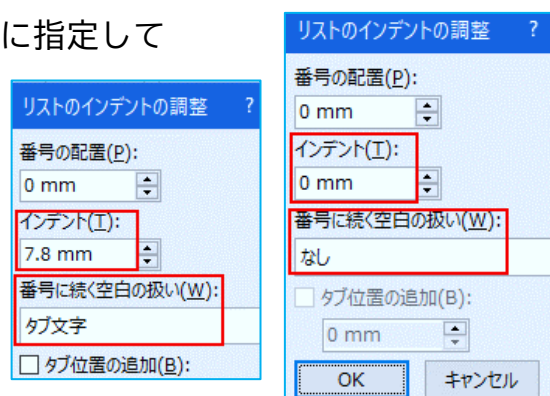 に指定して
リストのインデントの調整 ?
番号の配置(P):
0 mm
インデント(T):
7.8 mm
番号に続く空白の扱い(W):
タブ文字
タブ位置の追加(B):
リストのインデントの調整 ?
番号の配置(P):
0 mm
インデント(T):
0 mm
番号に続く空白の扱い(W):
なし
タブ位置の追加(B):
0 mm
OK キャンセル